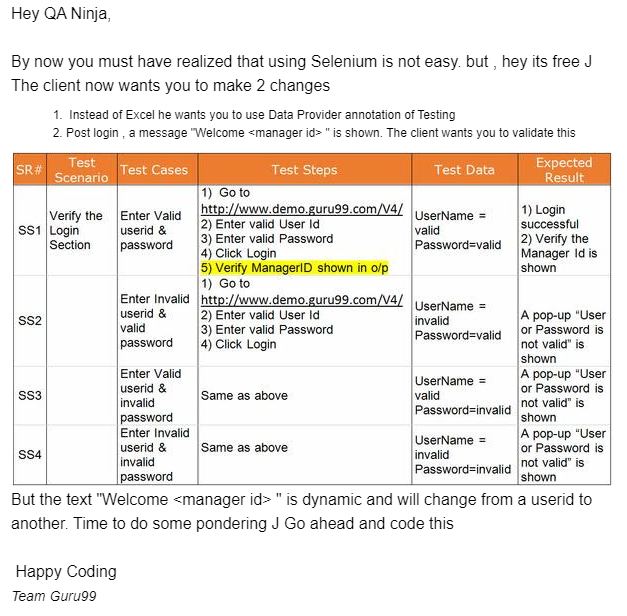 Hey QA Ninja,
By now you must have realized that using Selenium is not easy. but , hey its free J
The client now wants you to make 2 changes
1. Instead of Excel he wants you to use Data Provider annotation of Testing
2. Post login , a message "Welcome <manager id> " is shown. The client wants you to validate this
SR# Test Scenario Test Cases Test Steps Test Data Expected Result
SS1
Verify the
Login
Section
Enter Valid
userid &
password
1) Go to
http://www.demo.guru99.com/V4/
2) Enter valid User Id
3) Enter valid Password
4) Click Login
5) Verify ManagerID shown in o/p
UserName =
valid
Password=valid
1) Login
successful
2) Verify the
Manager Id is
shown
SS2
Enter Invalid
userid &
valid
password
1) Go to
http://www.demo.guru99.com/V4/
2) Enter valid User Id
3) Enter valid Password
4) Click Login
UserName =
invalid
Password=valid
A pop-up “User
or Password is
not valid” is
shown
SS3
Enter Valid
userid &
invalid
password
Same as above
UserName =
valid
Password=invalid
A pop-up “User
or Password is
not valid” is
shown
SS4
Enter Invalid
userid &
invalid
password
Same as above
UserName =
invalid
Password=invalid
A pop-up “User
or Password is
not valid” is
shown
But the text "Welcome <manager id> " is dynamic and will change from a userid to
another. Time to do some pondering J Go ahead and code this
Happy Coding
Team Guru99